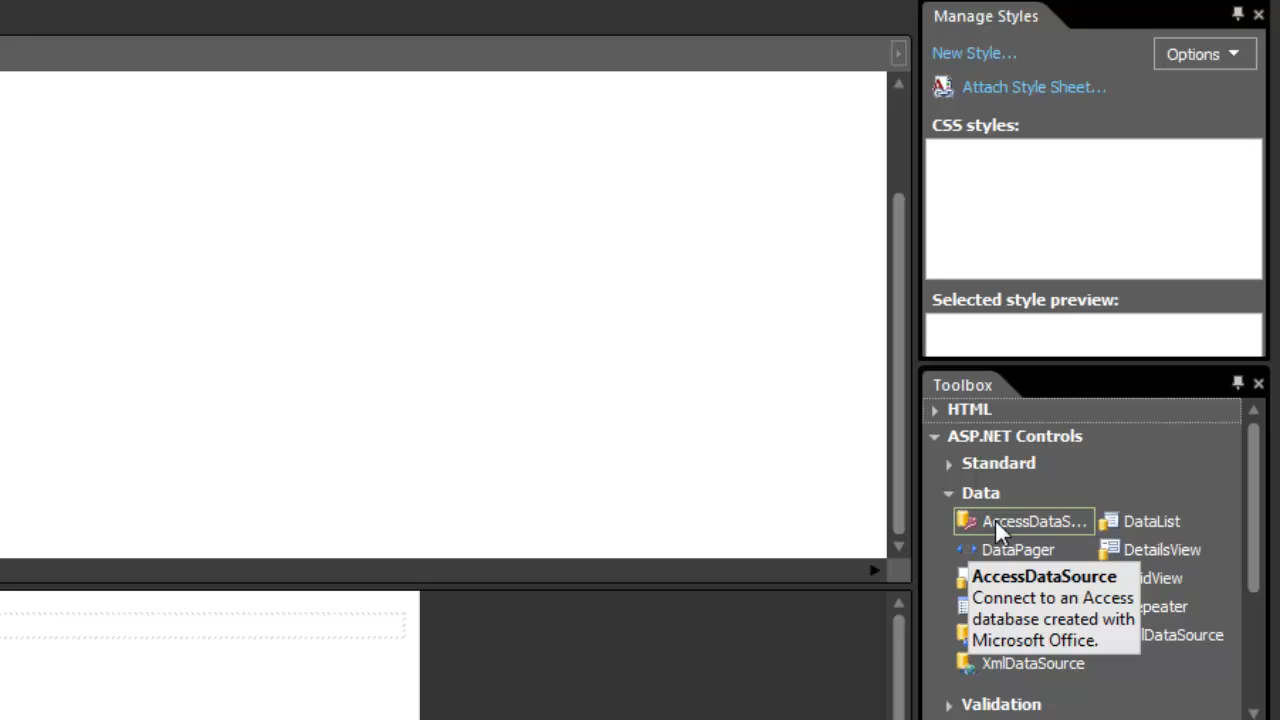 Manage Styles
New Style...
Options
Attach Style Sheet...
CSS styles:
Selected style preview:
Toolbox
HTML
ASP.NET Controls
Standard
Data
AccessDataS... DataList
DataPager DetailsView
AccessDataSource
Connect to an Access
database created with
Microsoft Office.
XmlDataSource
Validation